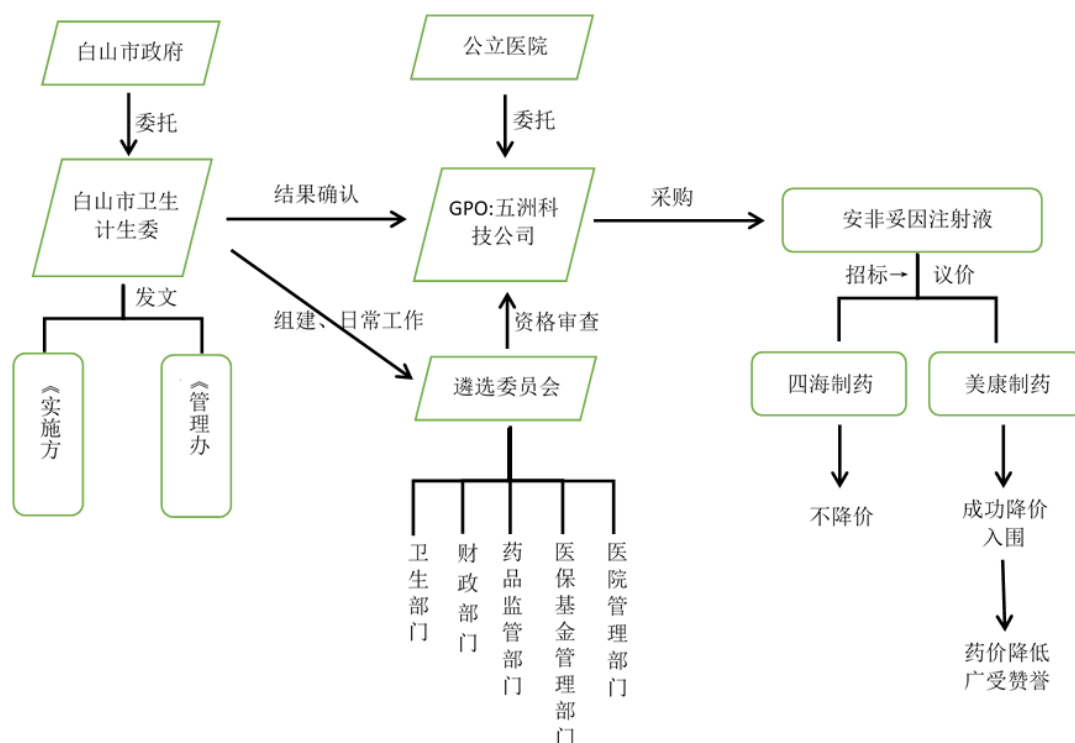 白山市政府
公立医院
委托
委托
白山市卫生
计生委
结果确认
GPO:五洲科
技公司
采购
安非妥因注射液
招标→
议价
发文
组建、日常工作
资格审查
《实施方
《管理办
遴选委员会
四海制药
美康制药
不降价
成功降价
入围
卫生部门
财政部门
药品监管部门
医保基金管理部门
医院管理部门
药价降低
广受赞誉